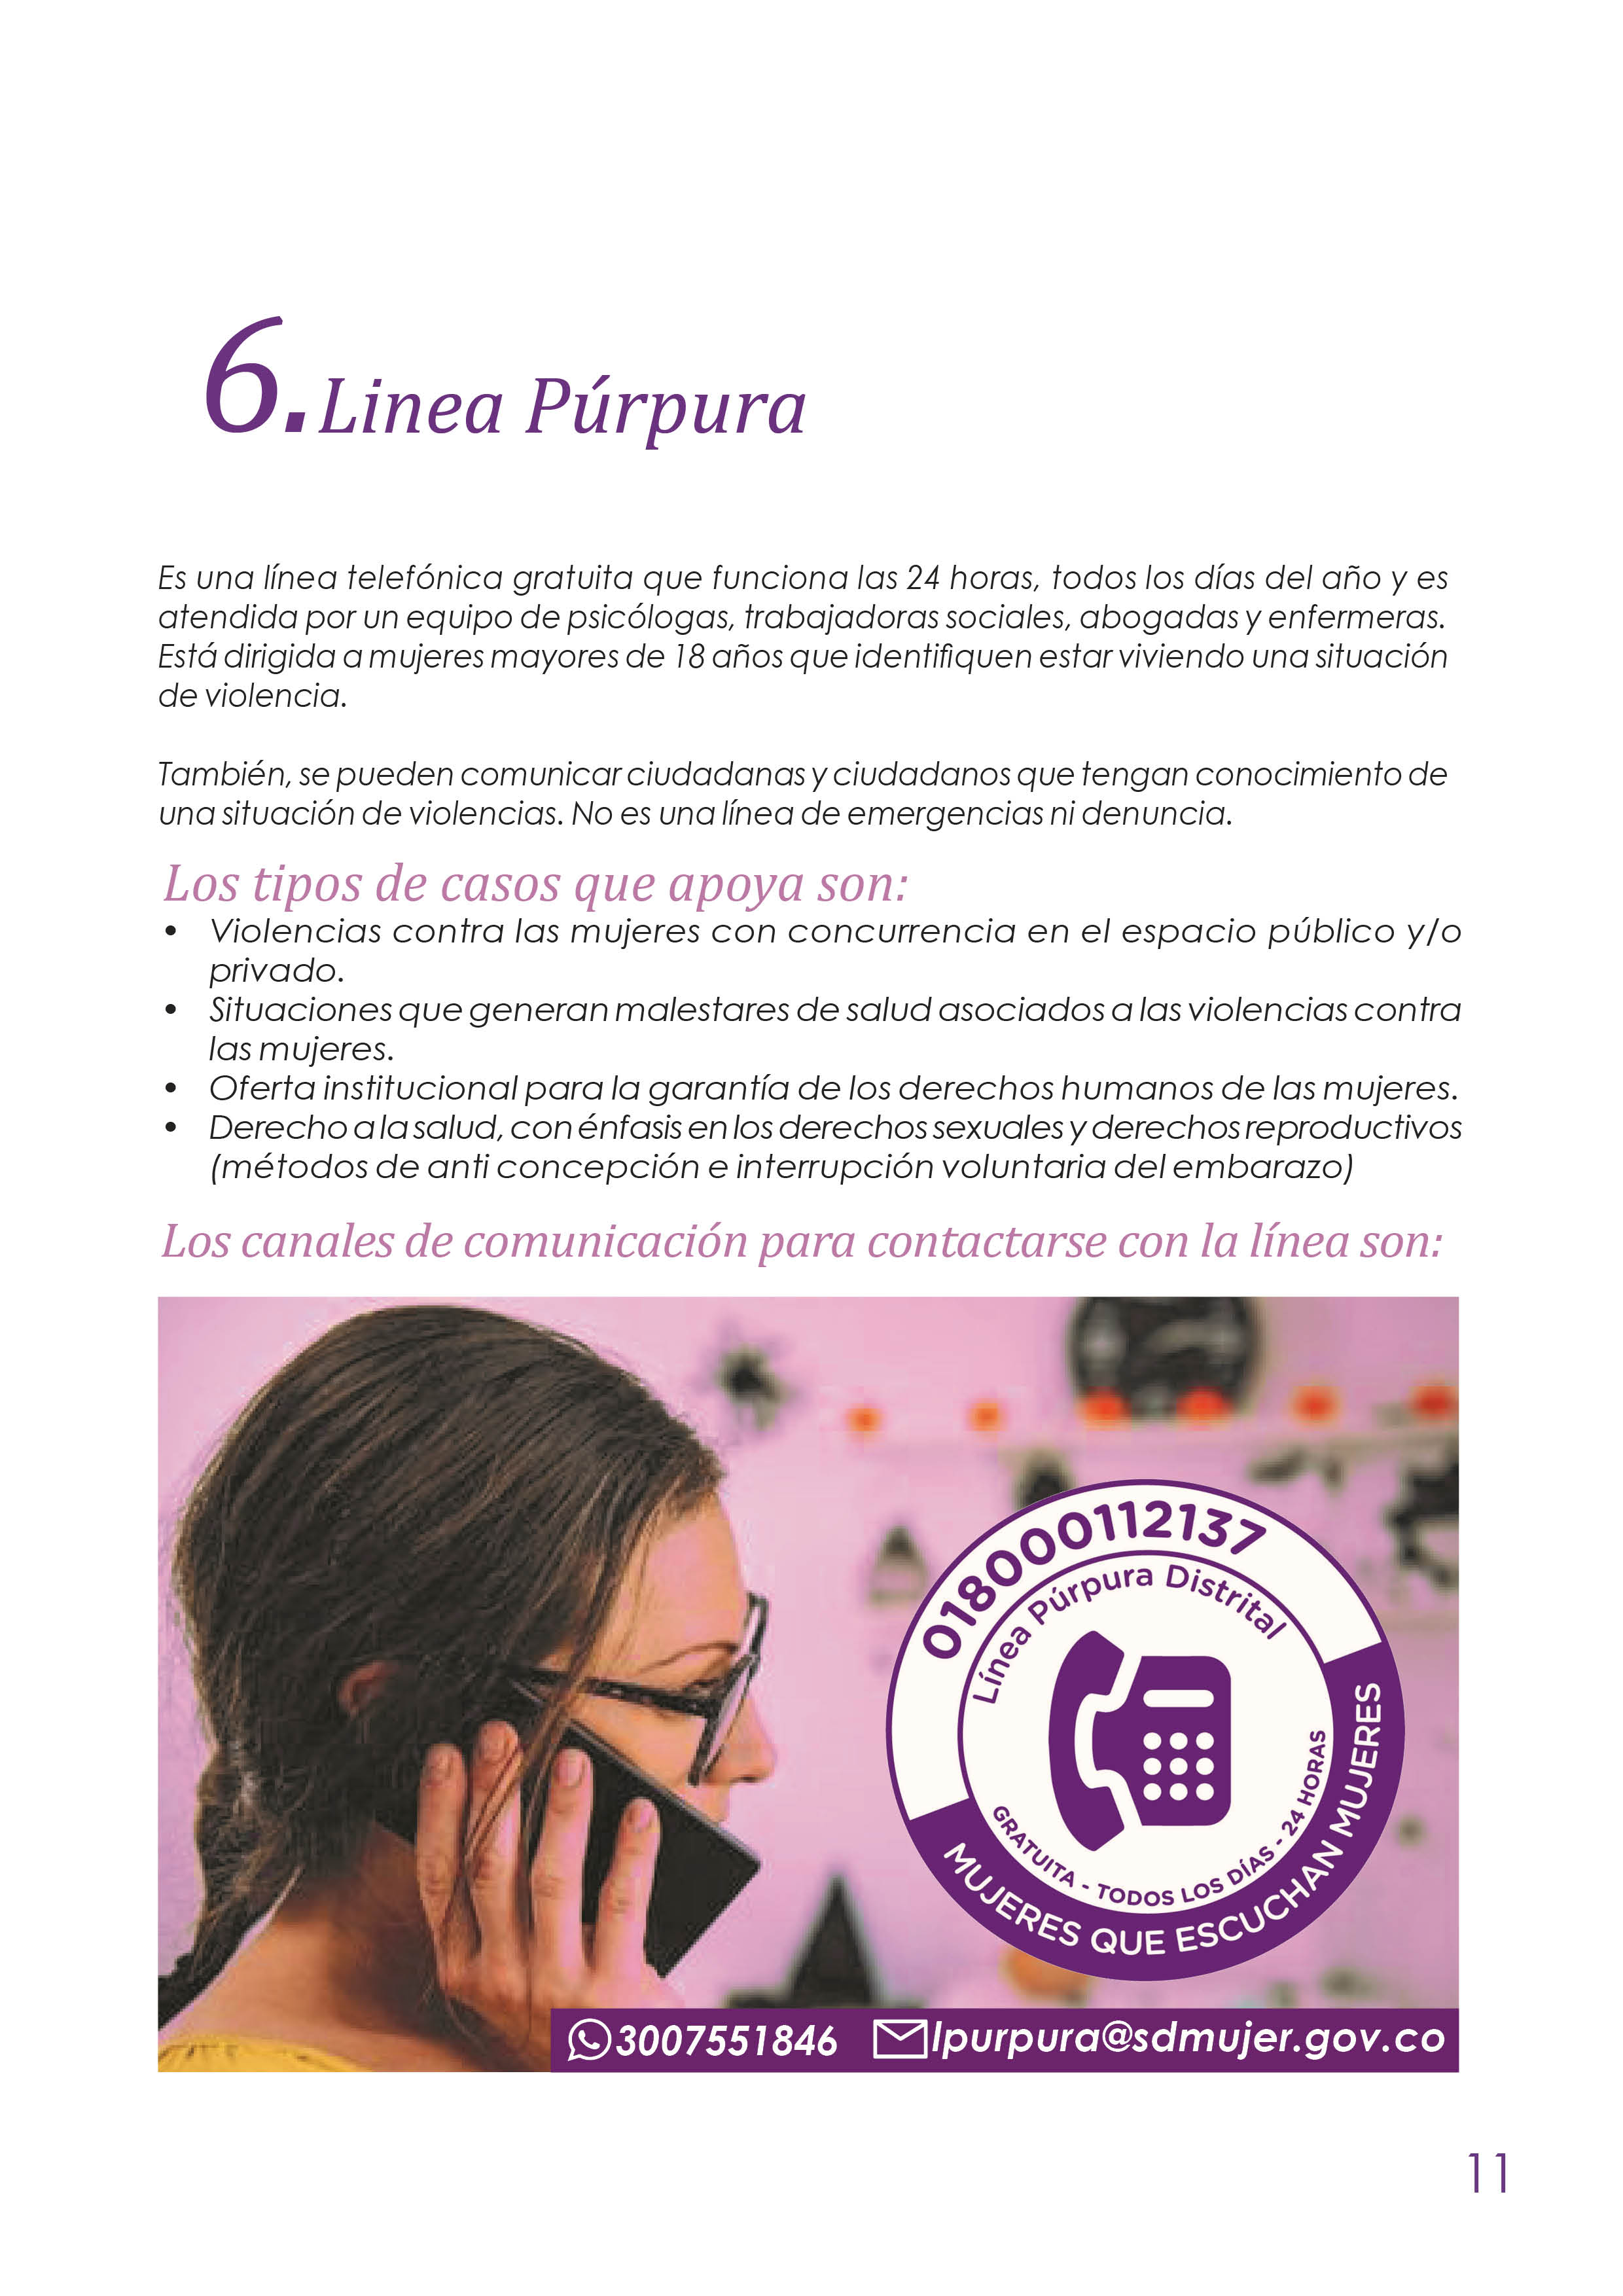 6. Linea Púrpura
Es una línea telefónica gratuita que funciona las 24 horas, todos los días del año y es
atendida por un equipo de psicólogas, trabajadoras sociales, abogadas y enfermeras.
Está dirigida a mujeres mayores de 18 años que identifiquen estar viviendo una situación
de violencia.
También, se pueden comunicar ciudadanas y ciudadanos que tengan conocimiento de
una situación de violencias. No es una línea de emergencias ni denuncia.
Los tipos de casos que apoya son:
• Violencias contra las mujeres con concurrencia en el espacio público y/o
privado.
• Situaciones que generan malestares de salud asociados a las violencias contra
las mujeres.
• Oferta institucional para la garantía de los derechos humanos de las mujeres.
• Derecho a la salud, con énfasis en los derechos sexuales y derechos reproductivos
(métodos de anti concepción e interrupción voluntaria del embarazo)
Los canales de comunicación para contactarse con la línea son:
018000112137
Línea Púrpura Distrital
GRATUITA - TODOS LOS DÍAS - 24 HORAS
MUJERES QUE ESCUCHAN MUJERES
3007551846 lpurpura@sdmujer.gov.co
11